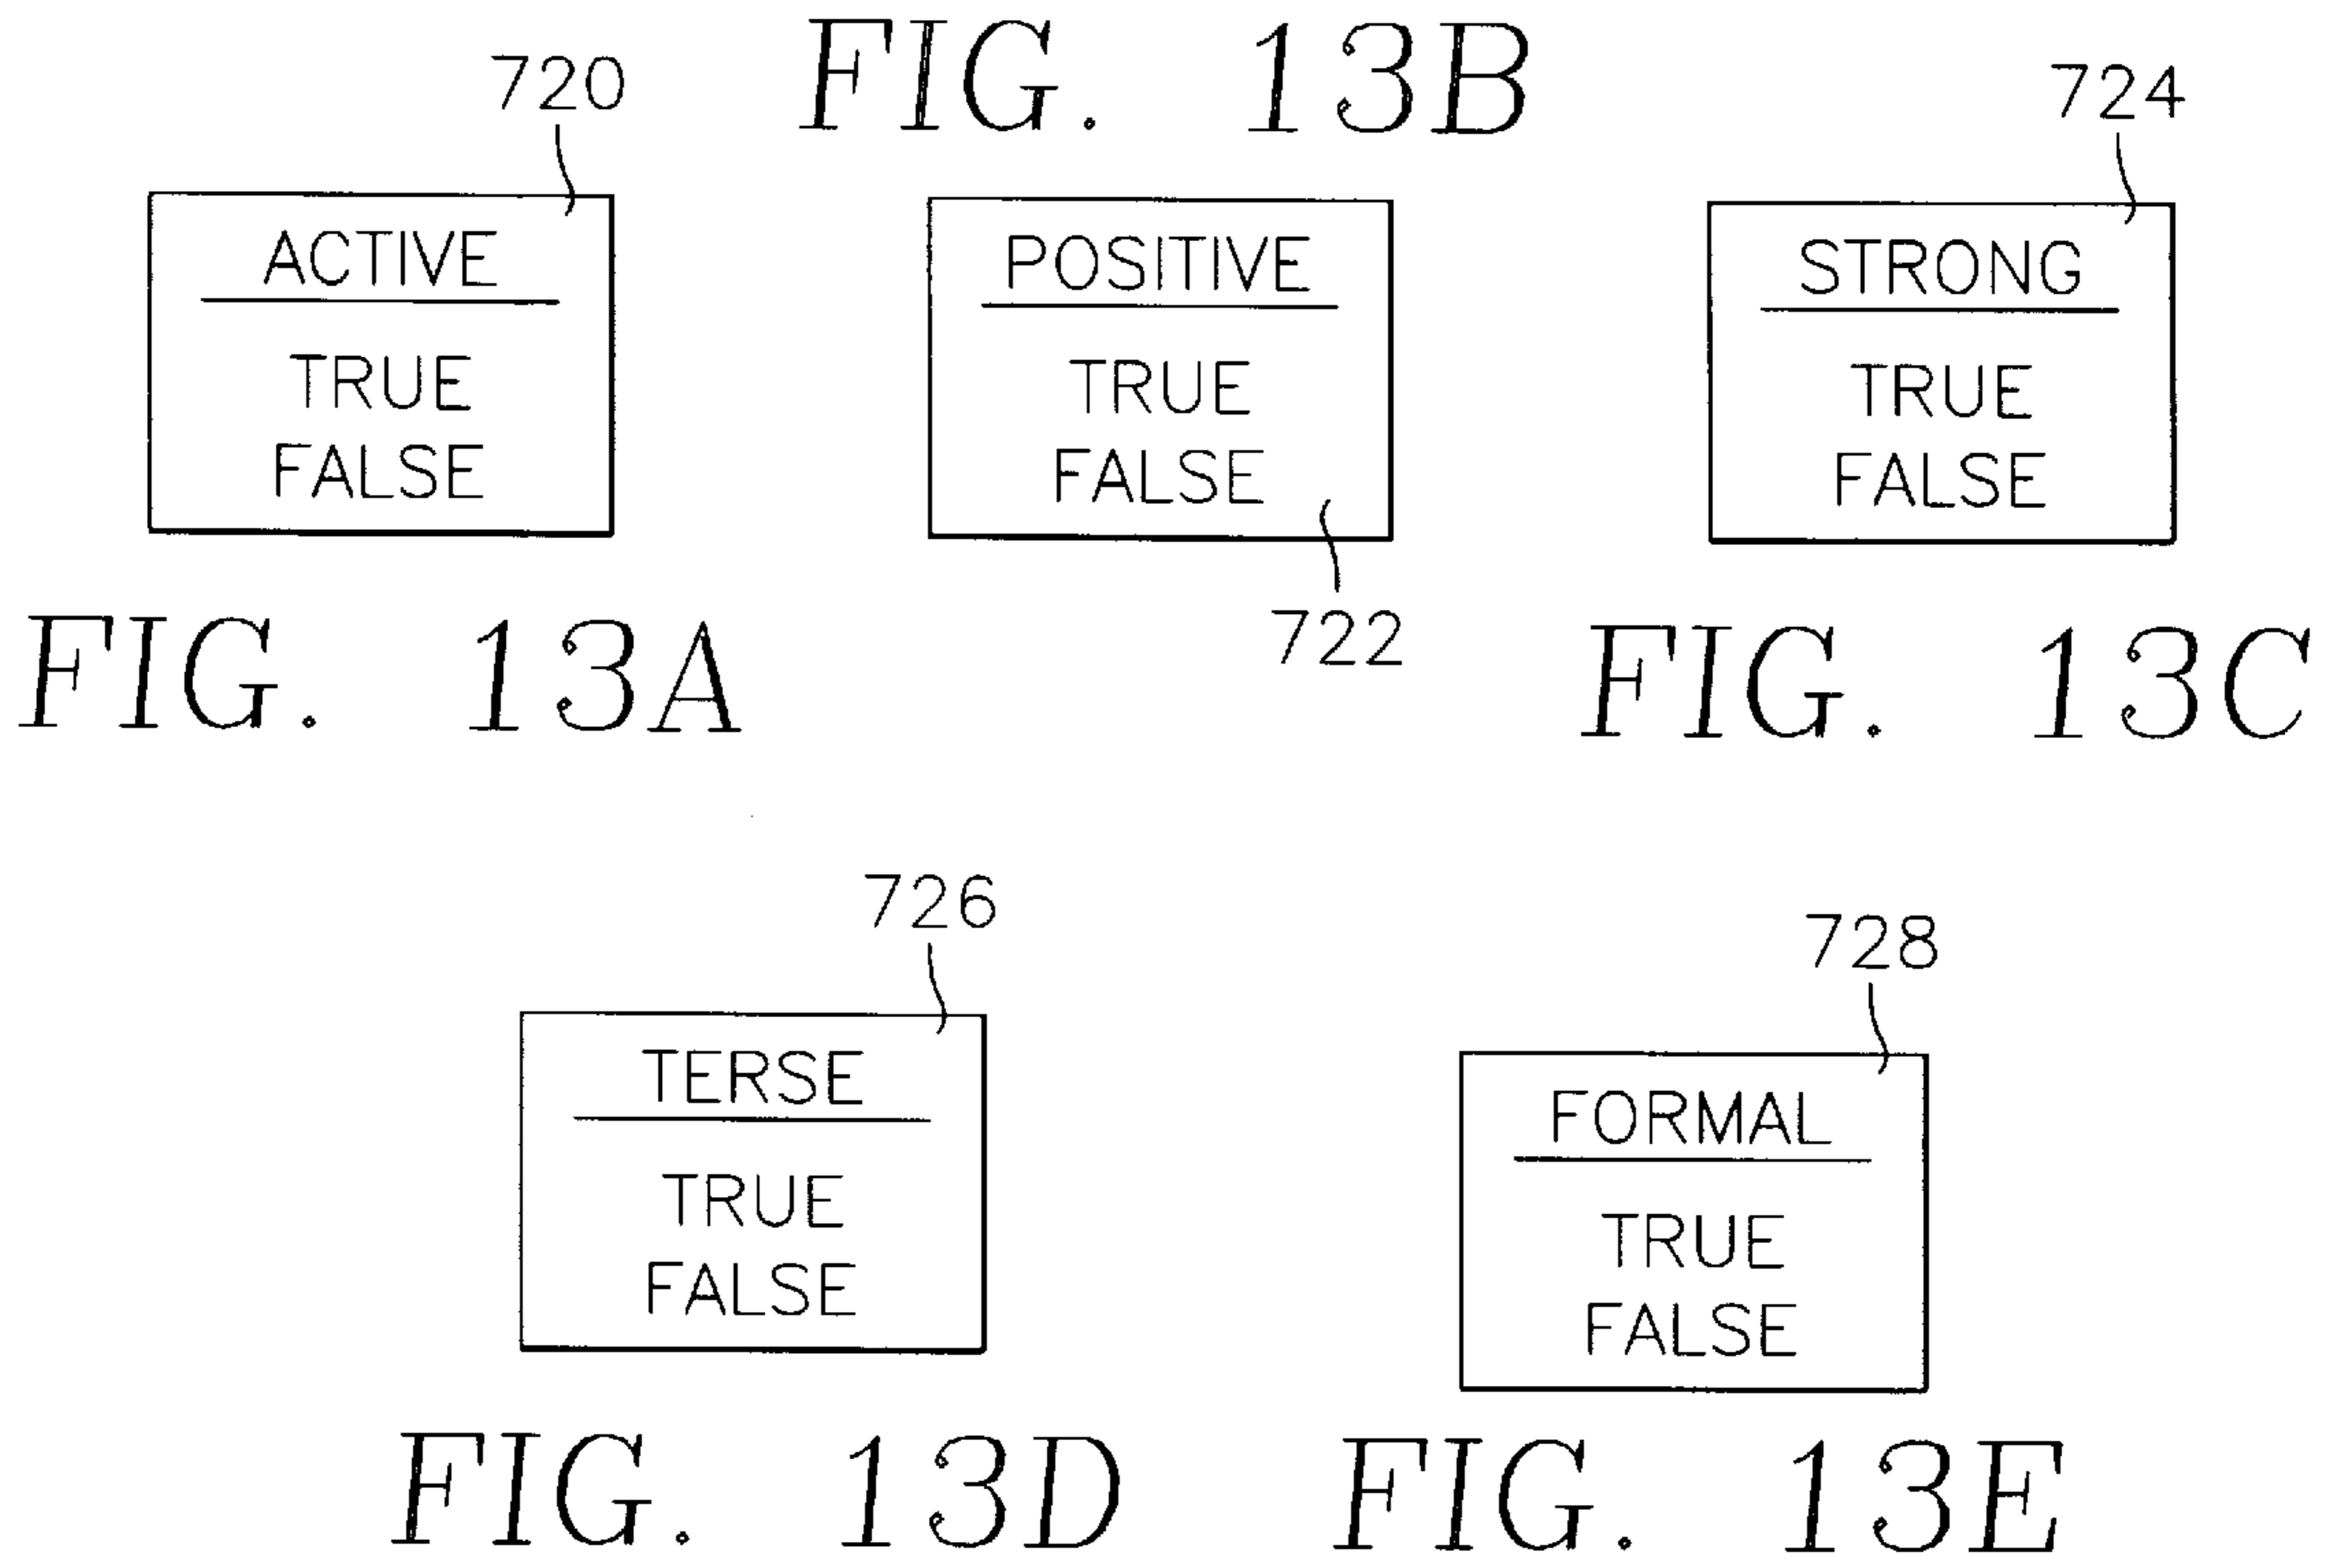 FIG. 13B
720
724
ACTIVE
TRUE
FALSE
POSITIVE
TRUE
FALSE
STRONG
TRUE
FALSE
722
FIG. 13A
FIG. 13C
726
728
TERSE
TRUE
FALSE
FORMAL
TRUE
FALSE
FIG. 13D
FIG. 13E